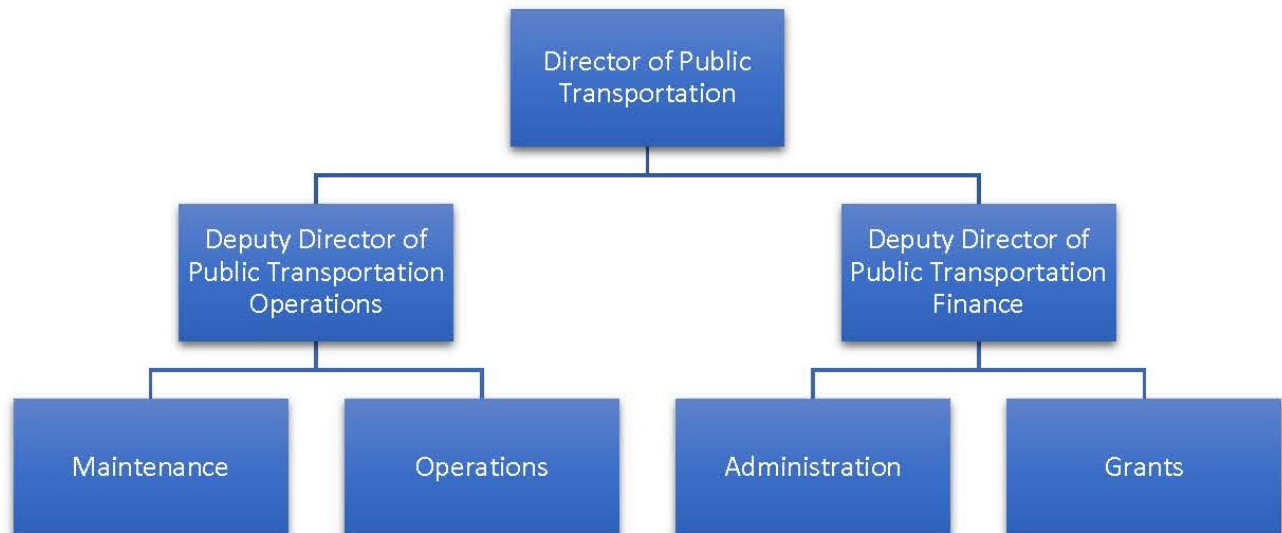 Director of Public
Transportation
Deputy Director of
Public Transportation
Operations
Deputy Director of
Public Transportation
Finance
Maintenance
Operations
Administration
Grants